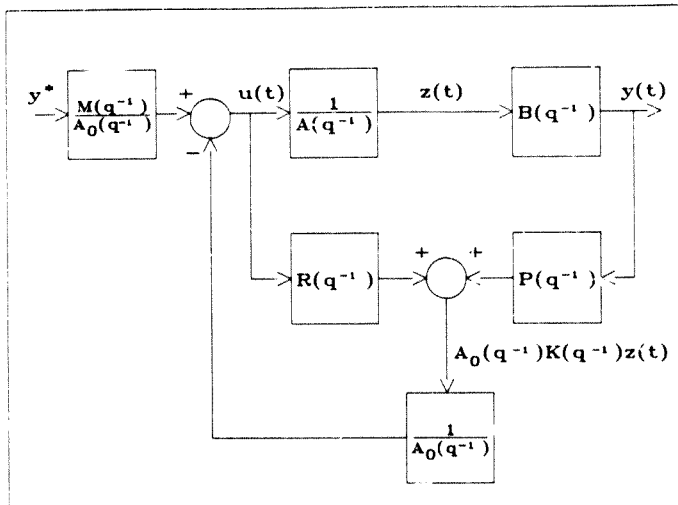 y*
M(q⁻¹)
A₀(q⁻¹)
+
−
u(t)
1
A(q⁻¹)
z(t)
B(q⁻¹)
y(t)
R(q⁻¹)
+
+
P(q⁻¹)
A₀(q⁻¹)K(q⁻¹)z(t)
1
A₀(q⁻¹)